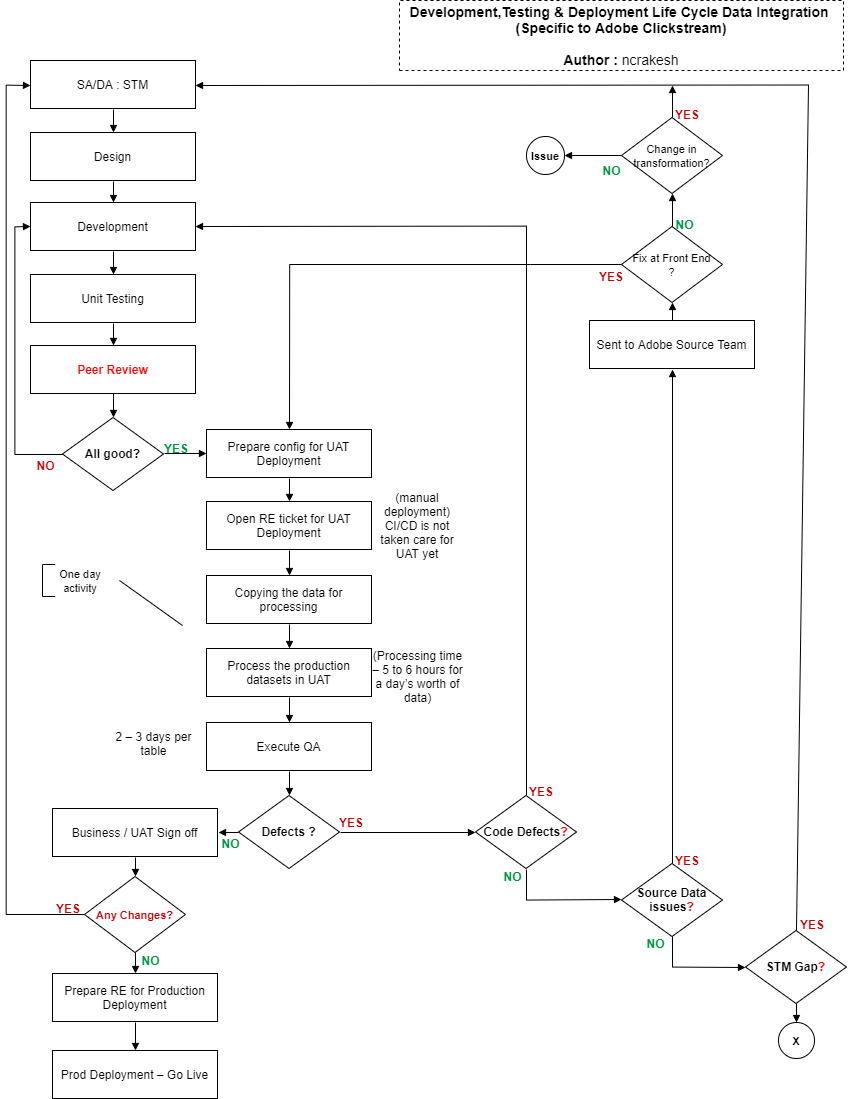 Development,Testing & Deployment Life Cycle Data Integration
(Specific to Adobe Clickstream)
Author : ncrakesh
SA/DA : STM
Design
Development
Unit Testing
Peer Review
All good?
YES
NO
Prepare config for UAT
Deployment
Open RE ticket for UAT
Deployment
(manual
deployment)
CI/CD is not
taken care for
UAT yet
One day
activity
Copying the data for
processing
Process the production
datasets in UAT
(Processing time
– 5 to 6 hours for
a day's worth of
data)
2 – 3 days per
table
Execute QA
Defects ?
YES
NO
Business / UAT Sign off
Any Changes?
YES
NO
Prepare RE for Production
Deployment
Prod Deployment – Go Live
Code Defects?
YES
NO
Source Data
issues?
YES
NO
STM Gap?
YES
X
Sent to Adobe Source Team
Fix at Front End
?
YES
NO
Change in
transformation?
YES
NO
Issue